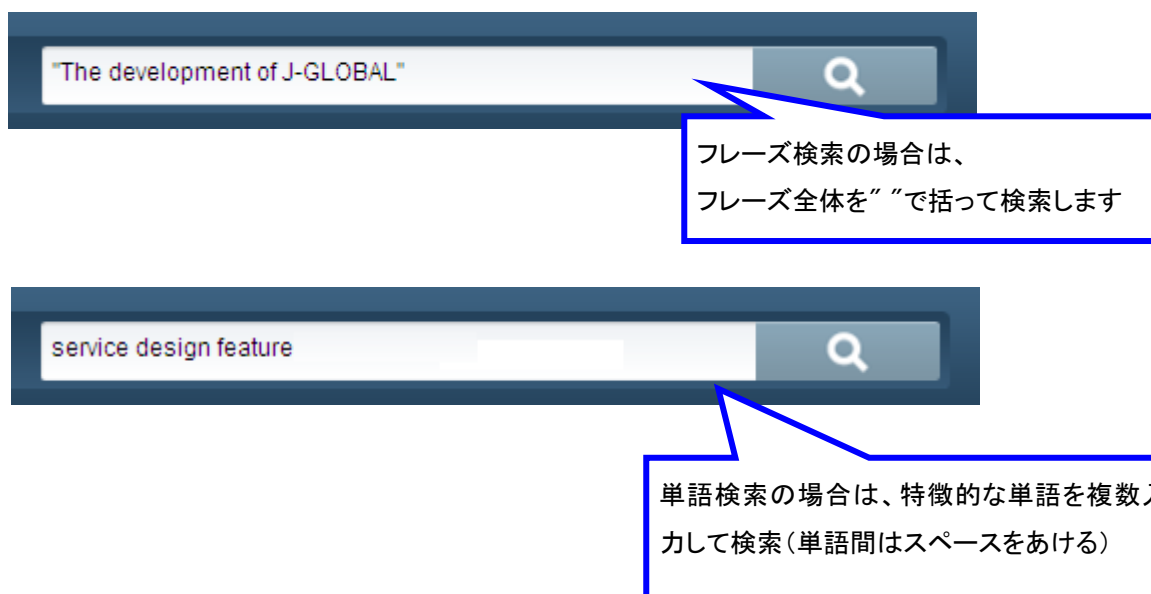 "The development of J-GLOBAL"
フレーズ検索の場合は、
フレーズ全体を" "で括って検索します
service design feature
単語検索の場合は、特徴的な単語を複数入
力して検索(単語間はスペースをあける)